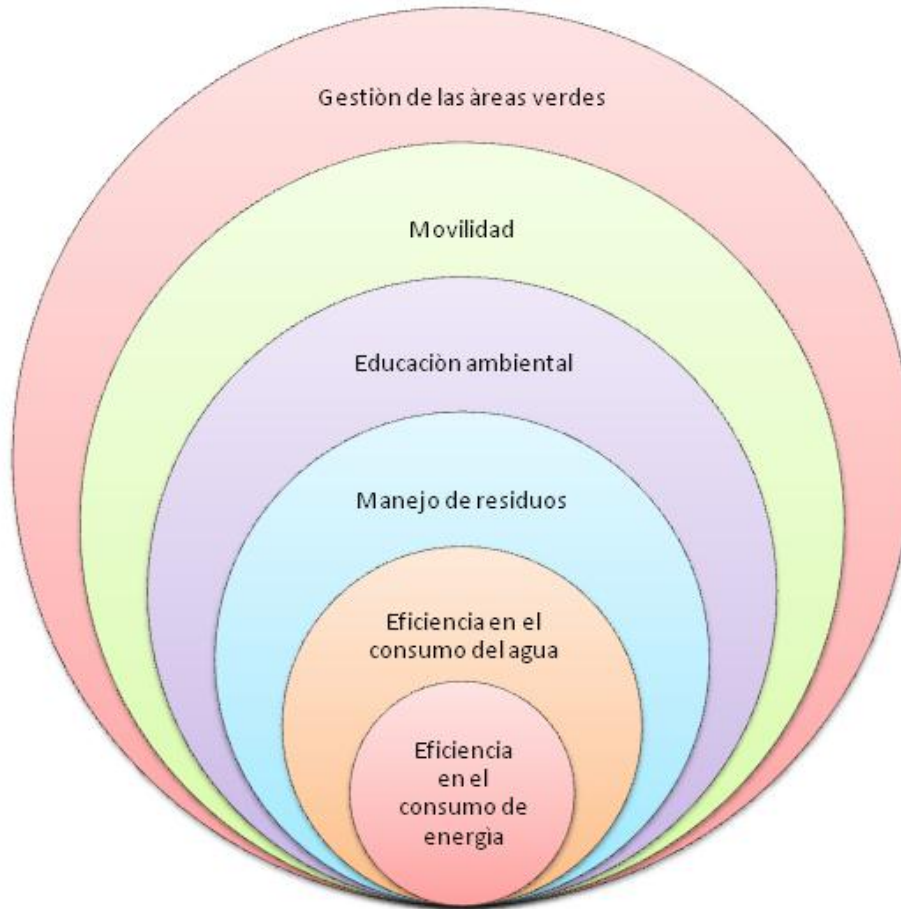 Gestiòn de las àreas verdes
Movilidad
Educaciòn ambiental
Manejo de residuos
Eficiencia en el
consumo del agua
Eficiencia
en el
consumo de
energìa